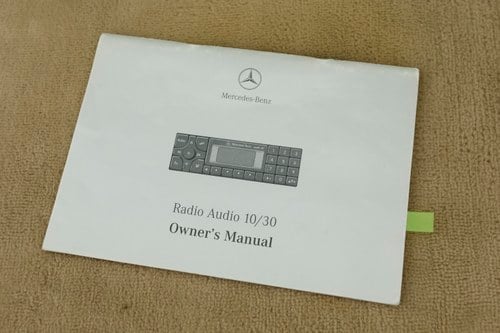 Mercedes-Benz
Radio Audio 10/30
Owner's Manual